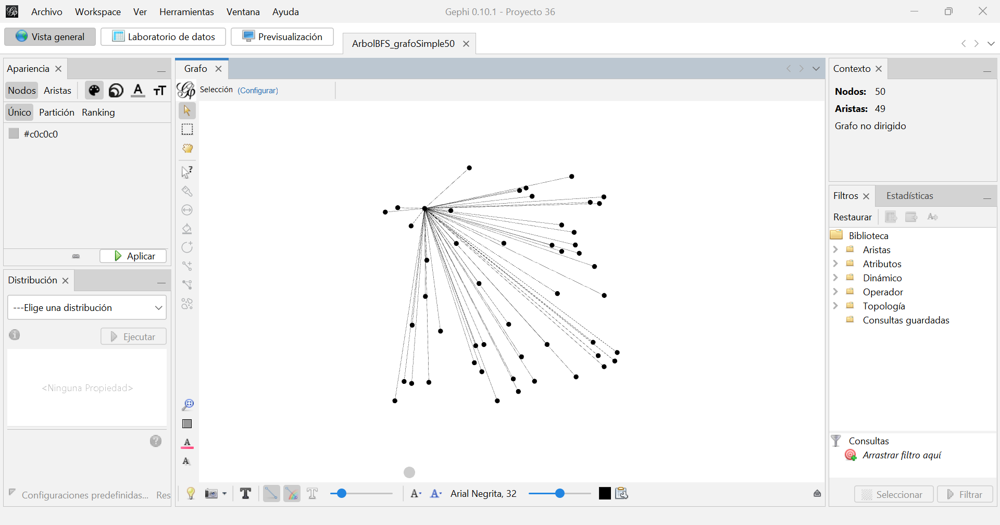 Archivo Workspace Ver Herramientas Ventana Ayuda
Gephi 0.10.1 - Proyecto 36
Vista general
Laboratorio de datos
Previsualización
ArbolBFS_grafoSimple50
Apariencia
Nodos Aristas
Único Partición Ranking
#c0c0c0
Aplicar
Distribución
---Elige una distribución
Ejecutar
<Ninguna Propiedad>
Configuraciones predefinidas... Res
Grafo
Selección (Configurar)
Arial Negrita, 32
Contexto
Nodos: 50
Aristas: 49
Grafo no dirigido
Filtros Estadísticas
Restaurar
Biblioteca
Aristas
Atributos
Dinámico
Operador
Topología
Consultas guardadas
Consultas
Arrastrar filtro aquí
Seleccionar
Filtrar